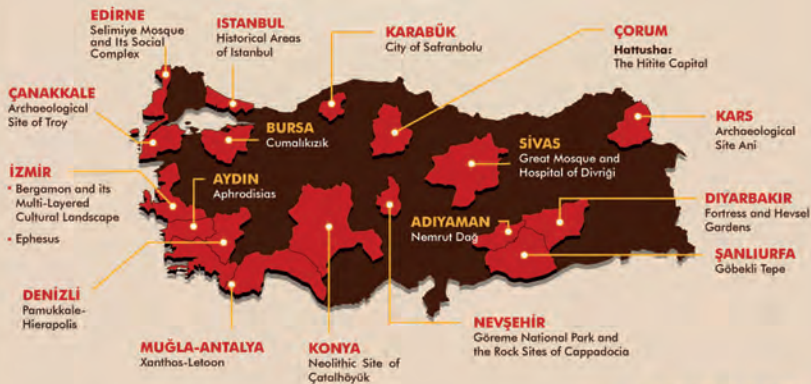 EDİRNE
Selimiye Mosque
and Its Social
Complex
ISTANBUL
Historical Areas
of Istanbul
KARABÜK
City of Safranbolu
ÇORUM
Hattusha:
The Hitite Capital
ÇANAKKALE
Archaeological
Site of Troy
BURSA
Cumalıkızık
SİVAS
Great Mosque and
Hospital of Divriği
KARS
Archaeological
Site Ani
İZMİR
• Bergamon and its
Multi-Layered
Cultural Landscape
• Ephesus
AYDIN
Aphrodisias
ADIYAMAN
Nemrut Dağ
DIYARBAKIR
Fortress and Hevsel
Gardens
ŞANLIURFA
Göbekli Tepe
DENİZLİ
Pamukkale-
Hierapolis
MUĞLA-ANTALYA
Xanthos-Letoon
KONYA
Neolithic Site of
Çatalhöyük
NEVŞEHİR
Göreme National Park and
the Rock Sites of Cappadocia